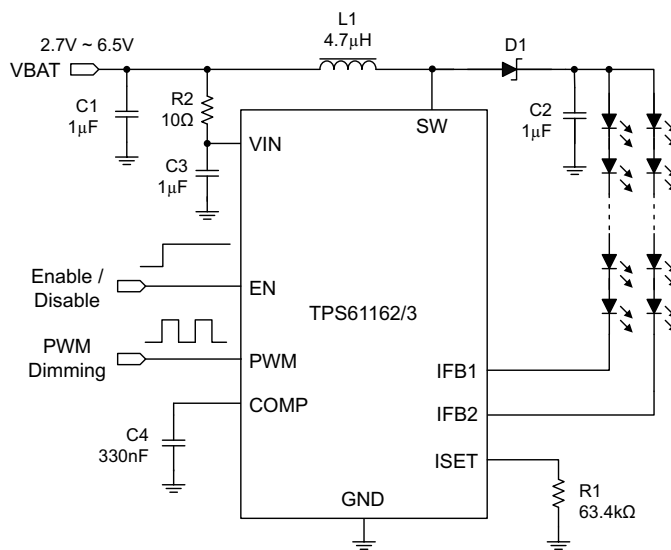 L1
4.7μH
D1
2.7V ~ 6.5V
VBAT
C1
1μF
R2
10Ω
C2
1μF
SW
VIN
C3
1μF
Enable /
Disable
EN
TPS61162/3
PWM
Dimming
PWM
IFB1
COMP
IFB2
C4
330nF
ISET
R1
63.4kΩ
GND